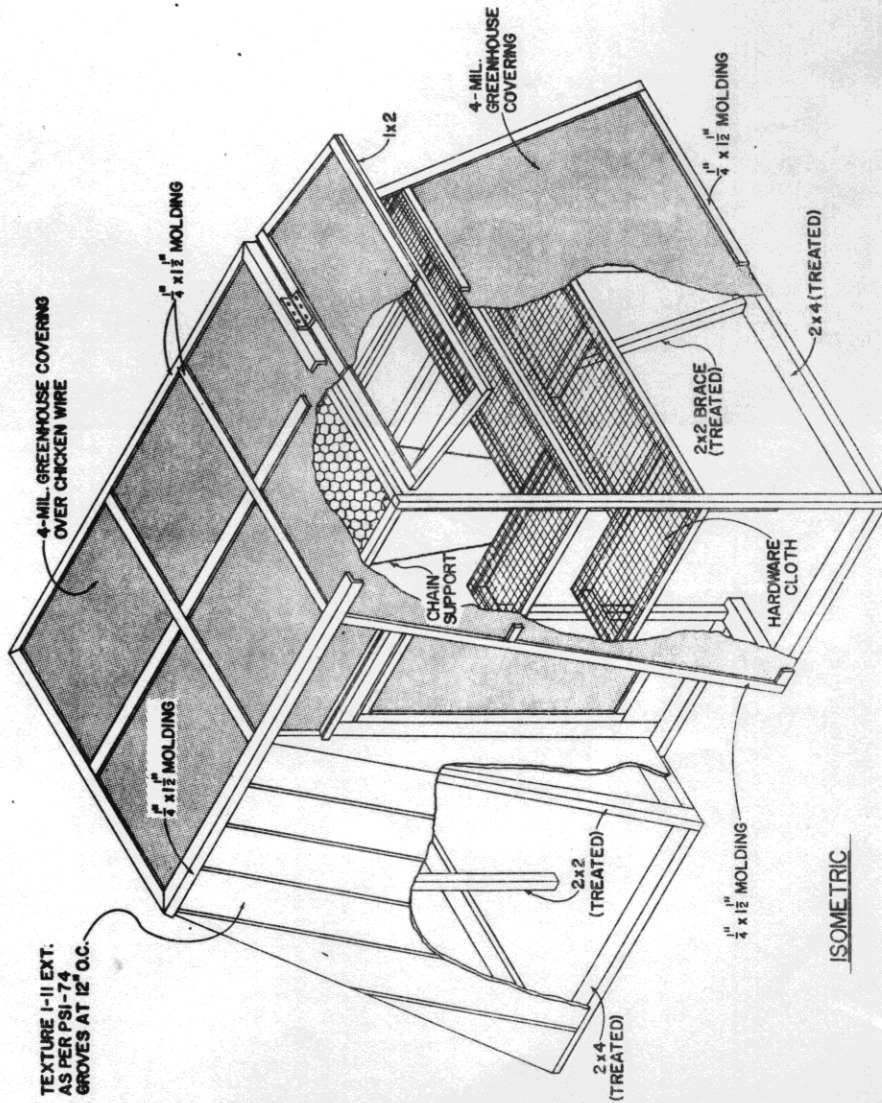 TEXTURE 1-11 EXT.
AS PER PS1-74
GROVES AT 12" O.C.
4-MIL. GREENHOUSE COVERING
OVER CHICKEN WIRE
1/4" x 1 1/2" MOLDING
1/4" x 1 1/2" MOLDING
1x2
4-MIL.
GREENHOUSE
COVERING
1/4" x 1 1/2" MOLDING
2x4 (TREATED)
2x2 BRACE
(TREATED)
CHAIN
SUPPORT
HARDWARE
CLOTH
2x2
(TREATED)
2x4
(TREATED)
1/4" x 1 1/2" MOLDING
ISOMETRIC